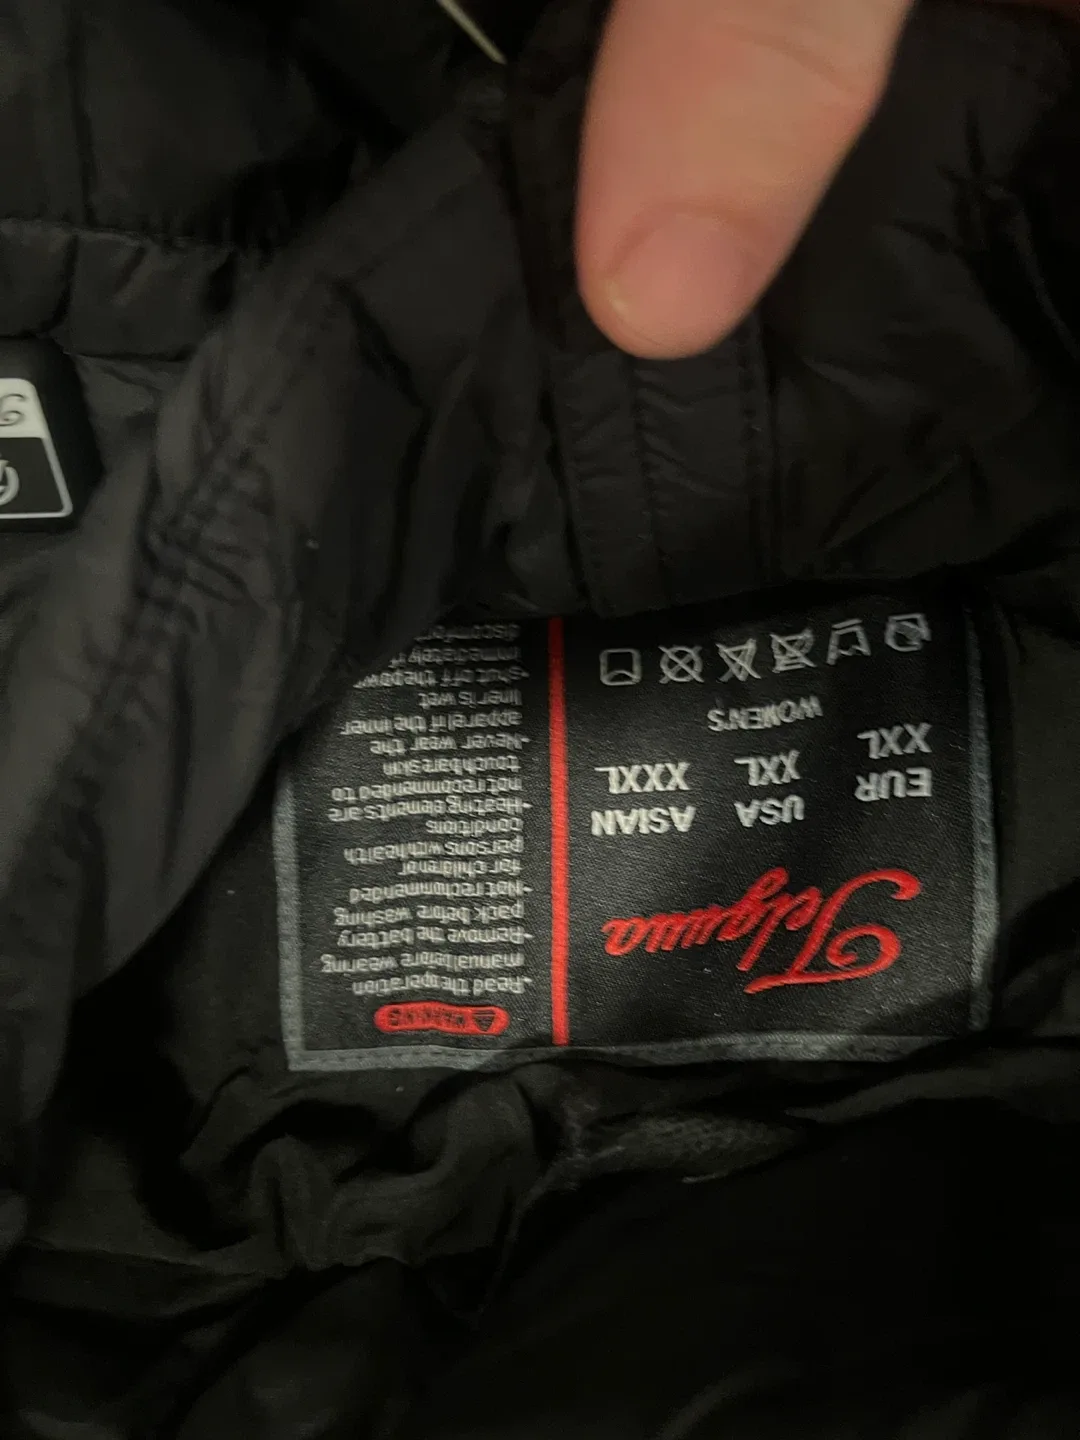 Telguua
EUR USA ASIAN
XXL XXL XXXL
WOMEN'S
WARNING
-Read the operation
manual before wearing
-Remove the battery
pack before washing
-Not recommended
for children or
persons with health
conditions
-Heating elements are
not recommended to
touch bare skin
-Never wear the
apparel if the inner
liner is wet
-Shut off the power
immediately if